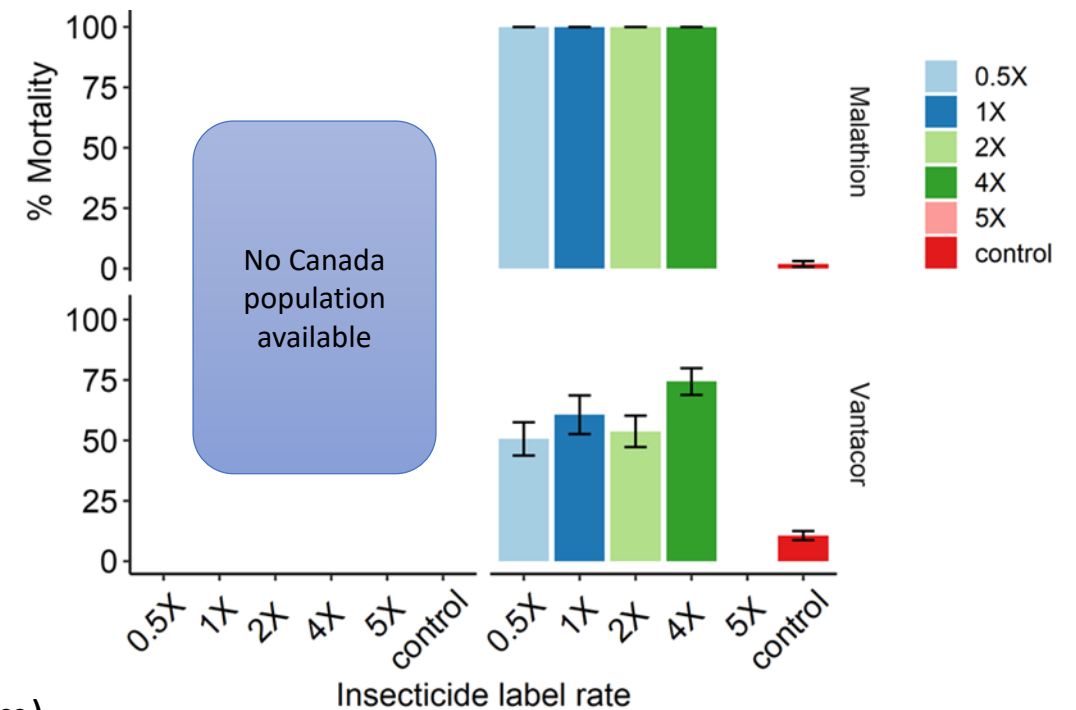 100
75
50
25
0
% Mortality
No Canada
population
available
100
75
50
25
0
Malathion
Vantacor
0.5X
1X
2X
4X
5X
control
0.5X 1X 2X 4X 5X control
0.5X 1X 2X 4X 5X control
Insecticide label rate